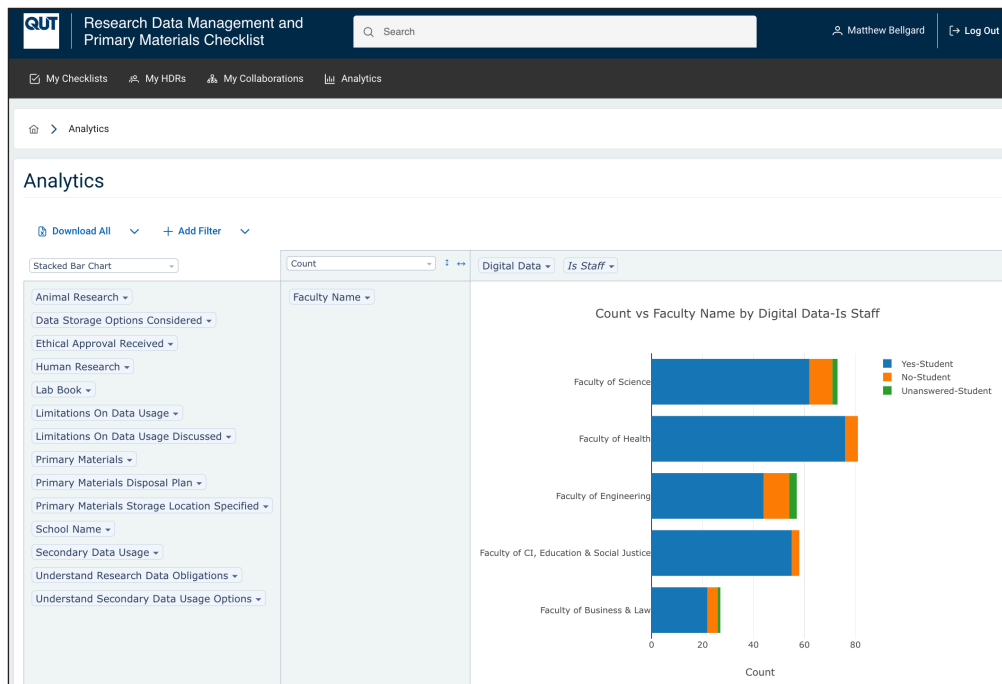 QUT
Research Data Management and
Primary Materials Checklist
Search
Matthew Bellgard
Log Out
My Checklists
My HDRs
My Collaborations
Analytics
Analytics
Analytics
Download All
Add Filter
Stacked Bar Chart
Count
Digital Data
Is Staff
Animal Research
Data Storage Options Considered
Ethical Approval Received
Human Research
Lab Book
Limitations On Data Usage
Limitations On Data Usage Discussed
Primary Materials
Primary Materials Disposal Plan
Primary Materials Storage Location Specified
School Name
Secondary Data Usage
Understand Research Data Obligations
Understand Secondary Data Usage Options
Faculty Name
Count vs Faculty Name by Digital Data-Is Staff
Yes-Student
No-Student
Unanswered-Student
Faculty of Science
Faculty of Health
Faculty of Engineering
Faculty of CI, Education & Social Justice
Faculty of Business & Law
0 20 40 60 80
Count